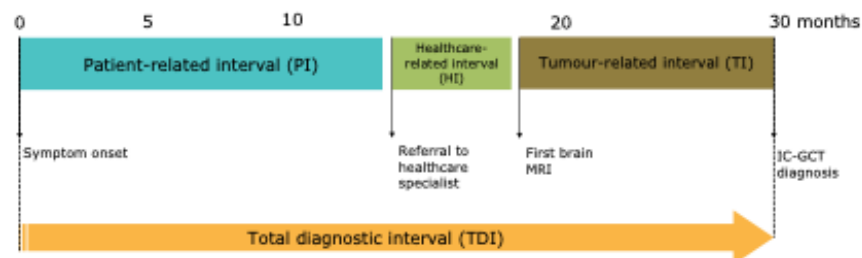 0 5 10 20 30 months
Patient-related interval (PI)
Healthcare-
related interval
(HI)
Tumour-related interval (TI)
Symptom onset
Referral to
healthcare
specialist
First brain
MRI
IC-GCT
diagnosis
Total diagnostic interval (TDI)